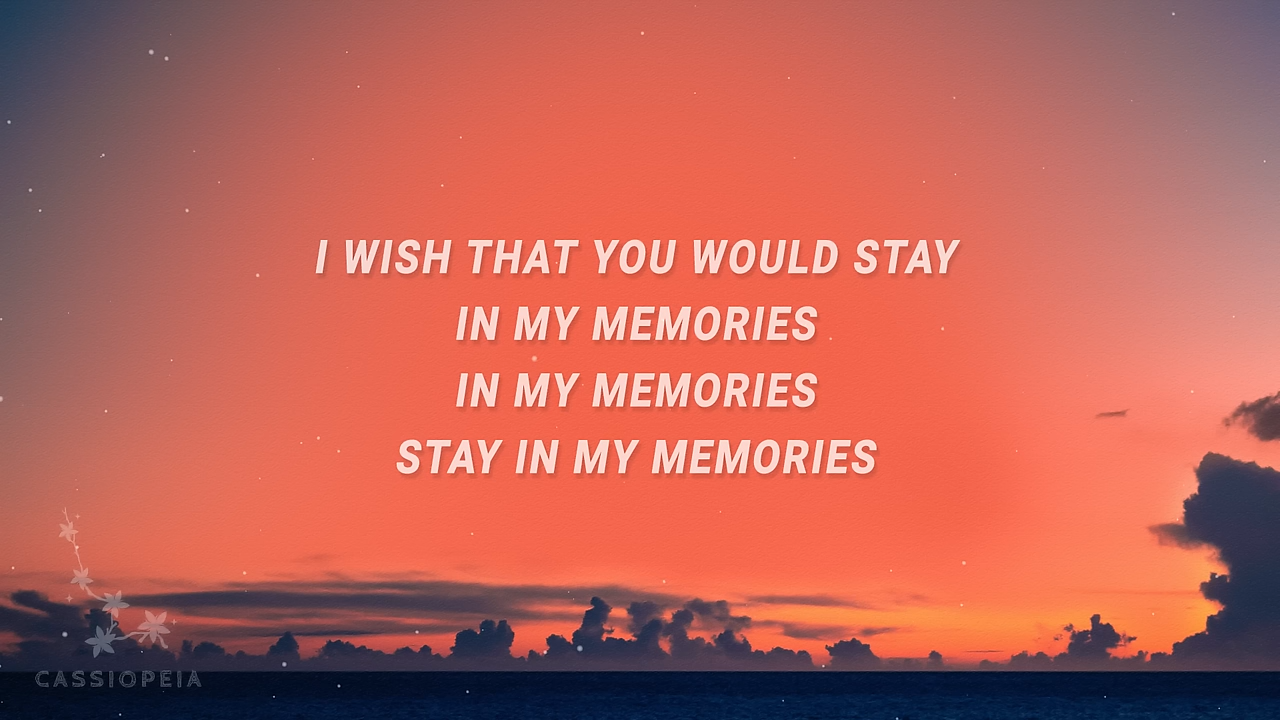 I WISH THAT YOU WOULD STAY
IN MY MEMORIES
IN MY MEMORIES
STAY IN MY MEMORIES
CASSIOPEIA